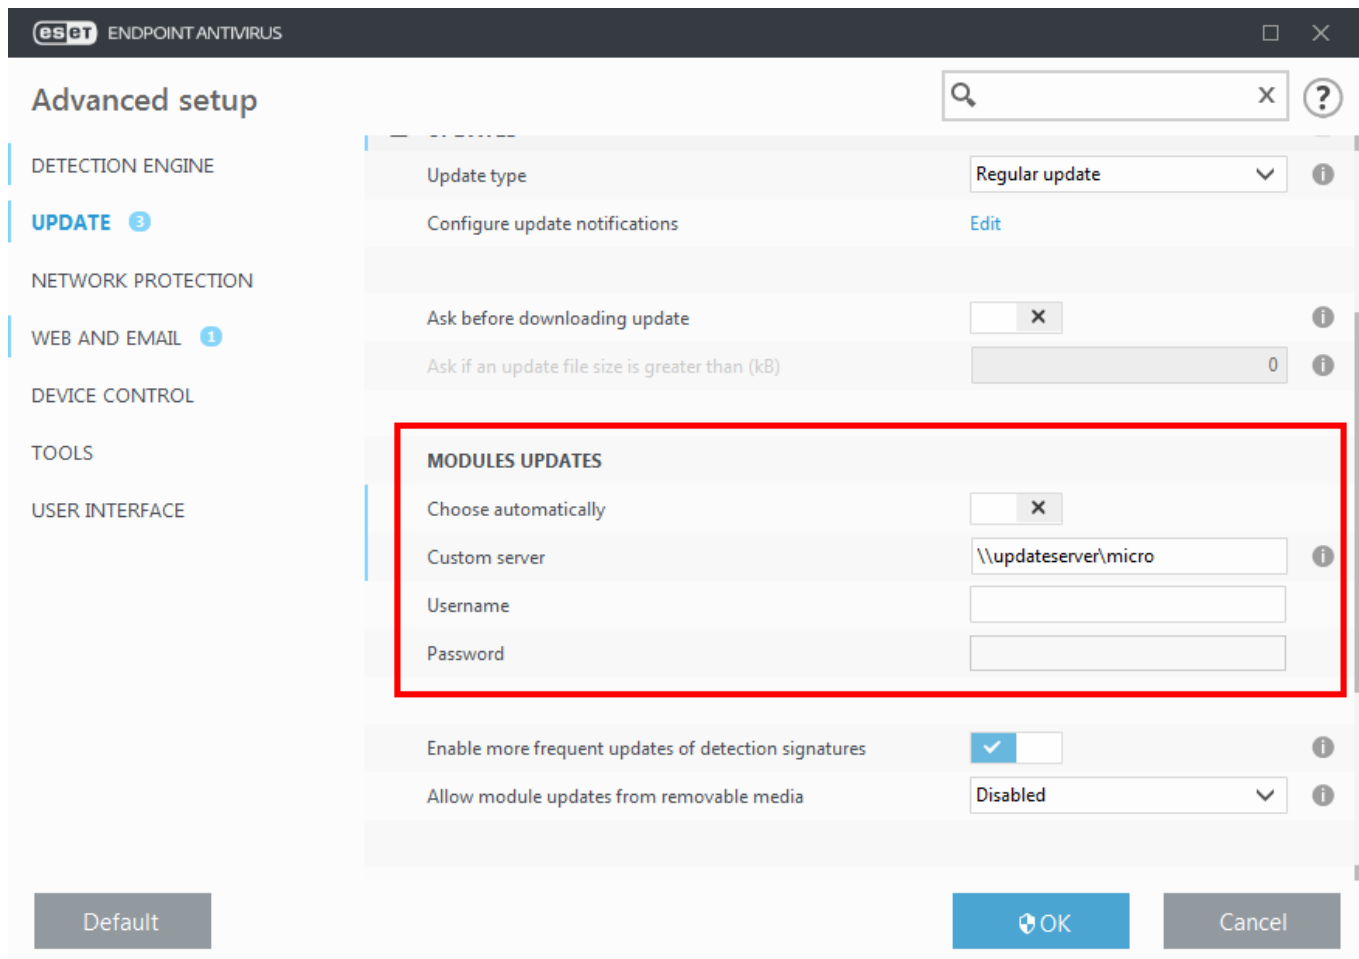 eset ENDPOINT ANTIVIRUS
Advanced setup
DETECTION ENGINE
UPDATE 3
NETWORK PROTECTION
WEB AND EMAIL 1
DEVICE CONTROL
TOOLS
USER INTERFACE
Update type Regular update
Configure update notifications Edit
Ask before downloading update
Ask if an update file size is greater than (kB) 0
MODULES UPDATES
Choose automatically
Custom server \\updateserver\micro
Username
Password
Enable more frequent updates of detection signatures
Allow module updates from removable media Disabled
Default
OK
Cancel